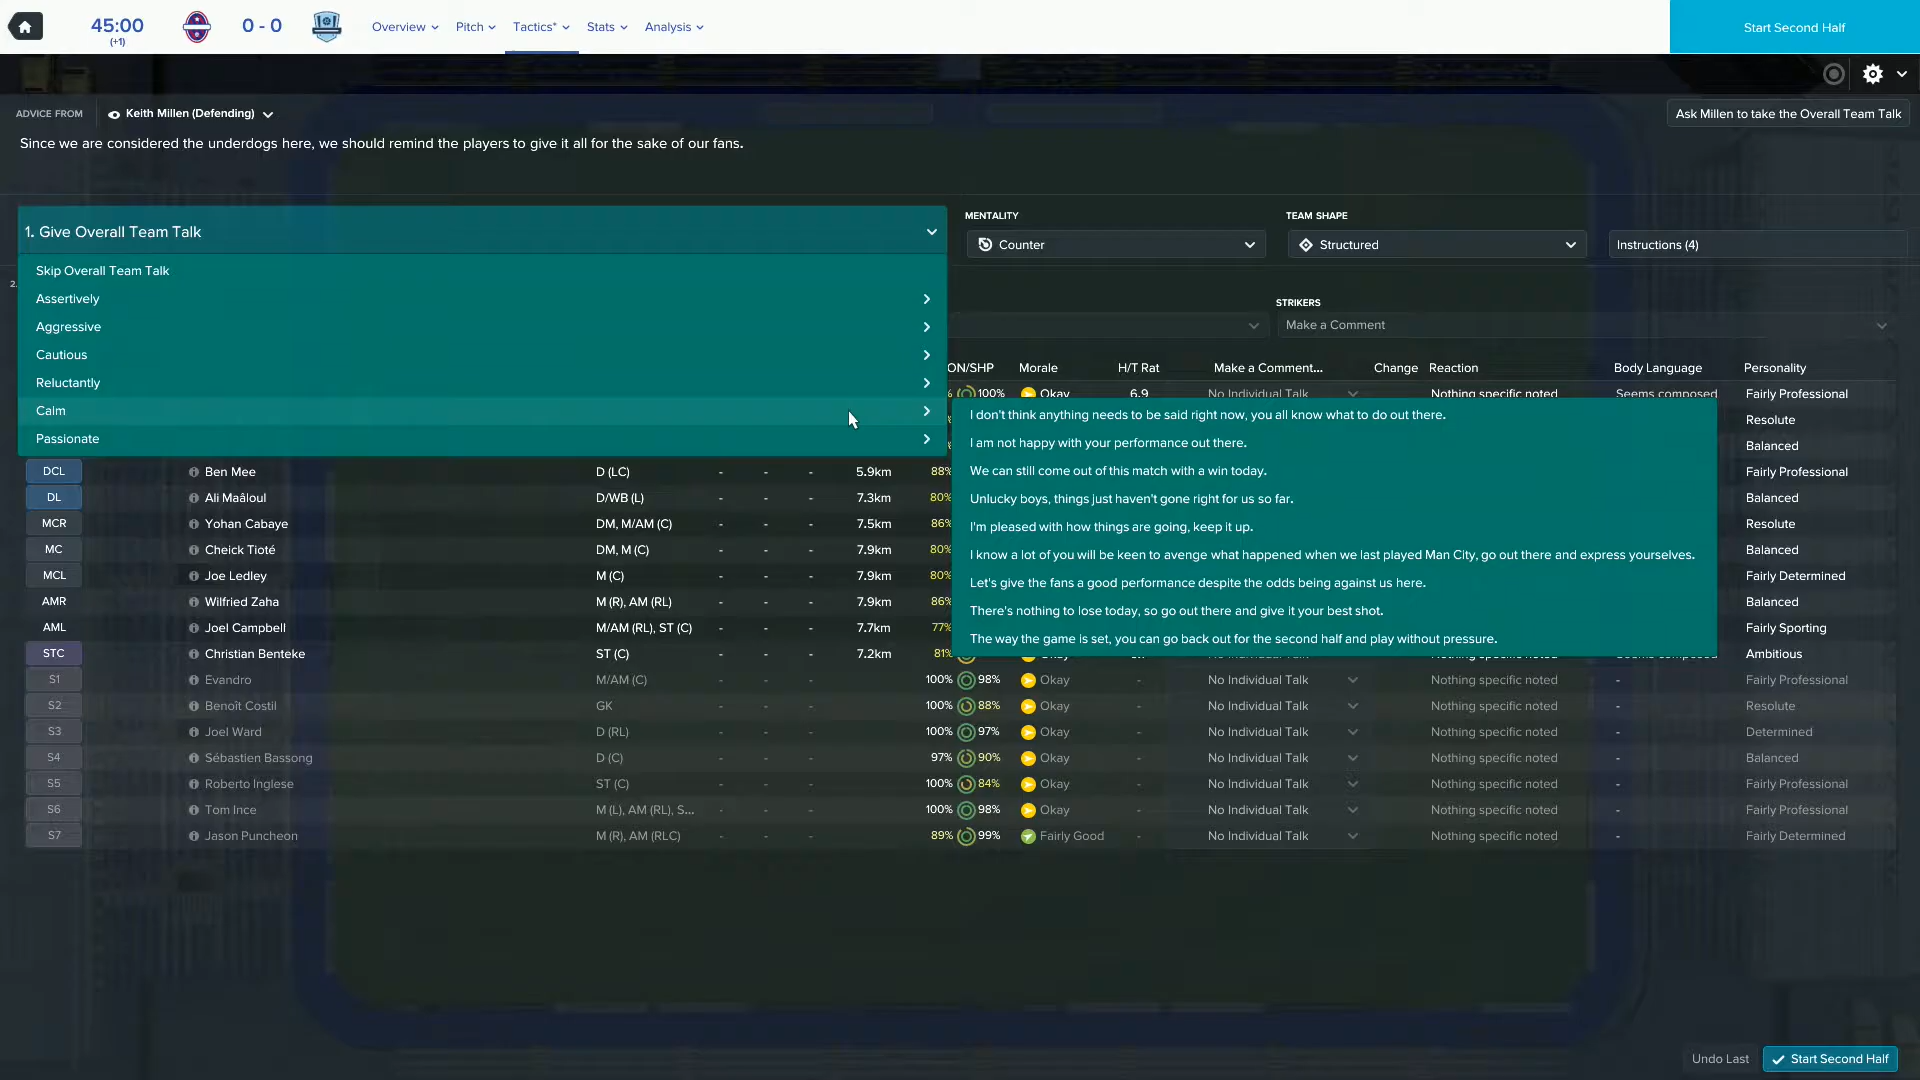 45:00
(+1)
0 - 0
Overview
Pitch
Tactics*
Stats
Analysis
Start Second Half
ADVICE FROM
Keith Millen (Defending)
Ask Millen to take the Overall Team Talk
Since we are considered the underdogs here, we should remind the players to give it all for the sake of our fans.
1. Give Overall Team Talk
MENTALITY
Counter
TEAM SHAPE
Structured
Instructions (4)
Skip Overall Team Talk
Assertively
Aggressive
Cautious
Reluctantly
Calm
Passionate
2.
STRIKERS
Make a Comment
ON/SHP Morale H/T Rat Make a Comment... Change Reaction Body Language Personality
% 100% Okay 6.9 No Individual Talk Nothing specific noted Seems composed Fairly Professional
Resolute
Balanced
I don't think anything needs to be said right now, you all know what to do out there.
I am not happy with your performance out there.
We can still come out of this match with a win today.
Unlucky boys, things just haven't gone right for us so far.
I'm pleased with how things are going, keep it up.
I know a lot of you will be keen to avenge what happened when we last played Man City, go out there and express yourselves.
Let's give the fans a good performance despite the odds being against us here.
There's nothing to lose today, so go out there and give it your best shot.
The way the game is set, you can go back out for the second half and play without pressure.
DCL Ben Mee D (LC) - - - 5.9km 88% Fairly Professional
DL Ali Maâloul D/WB (L) - - - 7.3km 80% Balanced
MCR Yohan Cabaye DM, M/AM (C) - - - 7.5km 86% Resolute
MC Cheick Tioté DM, M (C) - - - 7.9km 80% Balanced
MCL Joe Ledley M (C) - - - 7.9km 80% Fairly Determined
AMR Wilfried Zaha M (R), AM (RL) - - - 7.9km 86% Balanced
AML Joel Campbell M/AM (RL), ST (C) - - - 7.7km 77% Fairly Sporting
STC Christian Benteke ST (C) - - - 7.2km 81% Okay No Individual Talk Nothing specific noted Seems composed Ambitious
S1 Evandro M/AM (C) - - - 100% 98% Okay - No Individual Talk Nothing specific noted - Fairly Professional
S2 Benoît Costil GK - - - 100% 88% Okay - No Individual Talk Nothing specific noted - Resolute
S3 Joel Ward D (RL) - - - 100% 97% Okay - No Individual Talk Nothing specific noted - Determined
S4 Sébastien Bassong D (C) - - - 97% 90% Okay - No Individual Talk Nothing specific noted - Balanced
S5 Roberto Inglese ST (C) - - - 100% 84% Okay - No Individual Talk Nothing specific noted - Fairly Professional
S6 Tom Ince M (L), AM (RL), S... - - - 100% 98% Okay - No Individual Talk Nothing specific noted - Fairly Professional
S7 Jason Puncheon M (R), AM (RLC) - - - 89% 99% Fairly Good - No Individual Talk Nothing specific noted - Fairly Determined
Undo Last
Start Second Half